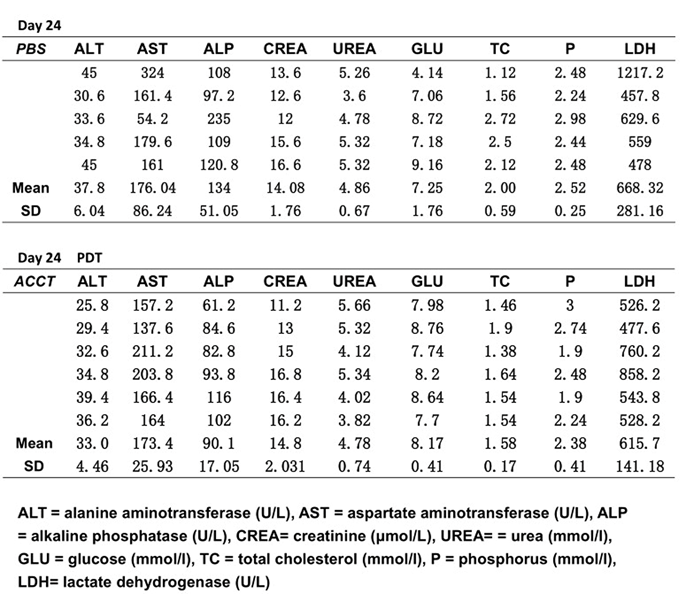 Day 24
PBS ALT AST ALP CREA UREA GLU TC P LDH
45 324 108 13.6 5.26 4.14 1.12 2.48 1217.2
30.6 161.4 97.2 12.6 3.6 7.06 1.56 2.24 457.8
33.6 54.2 235 12 4.78 8.72 2.72 2.98 629.6
34.8 179.6 109 15.6 5.32 7.18 2.5 2.44 559
45 161 120.8 16.6 5.32 9.16 2.12 2.48 478
Mean 37.8 176.04 134 14.08 4.86 7.25 2.00 2.52 668.32
SD 6.04 86.24 51.05 1.76 0.67 1.76 0.59 0.25 281.16
Day 24 PDT
ACCT ALT AST ALP CREA UREA GLU TC P LDH
25.8 157.2 61.2 11.2 5.66 7.98 1.46 3 526.2
29.4 137.6 84.6 13 5.32 8.76 1.9 2.74 477.6
32.6 211.2 82.8 15 4.12 7.74 1.38 1.9 760.2
34.8 203.8 93.8 16.8 5.34 8.2 1.64 2.48 858.2
39.4 166.4 116 16.4 4.02 8.64 1.54 1.9 543.8
36.2 164 102 16.2 3.82 7.7 1.54 2.24 528.2
Mean 33.0 173.4 90.1 14.8 4.78 8.17 1.58 2.38 615.7
SD 4.46 25.93 17.05 2.031 0.74 0.41 0.17 0.41 141.18
ALT = alanine aminotransferase (U/L), AST = aspartate aminotransferase (U/L), ALP
= alkaline phosphatase (U/L), CREA= creatinine (µmol/L), UREA= = urea (mmol/l),
GLU = glucose (mmol/l), TC = total cholesterol (mmol/l), P = phosphorus (mmol/l),
LDH= lactate dehydrogenase (U/L)